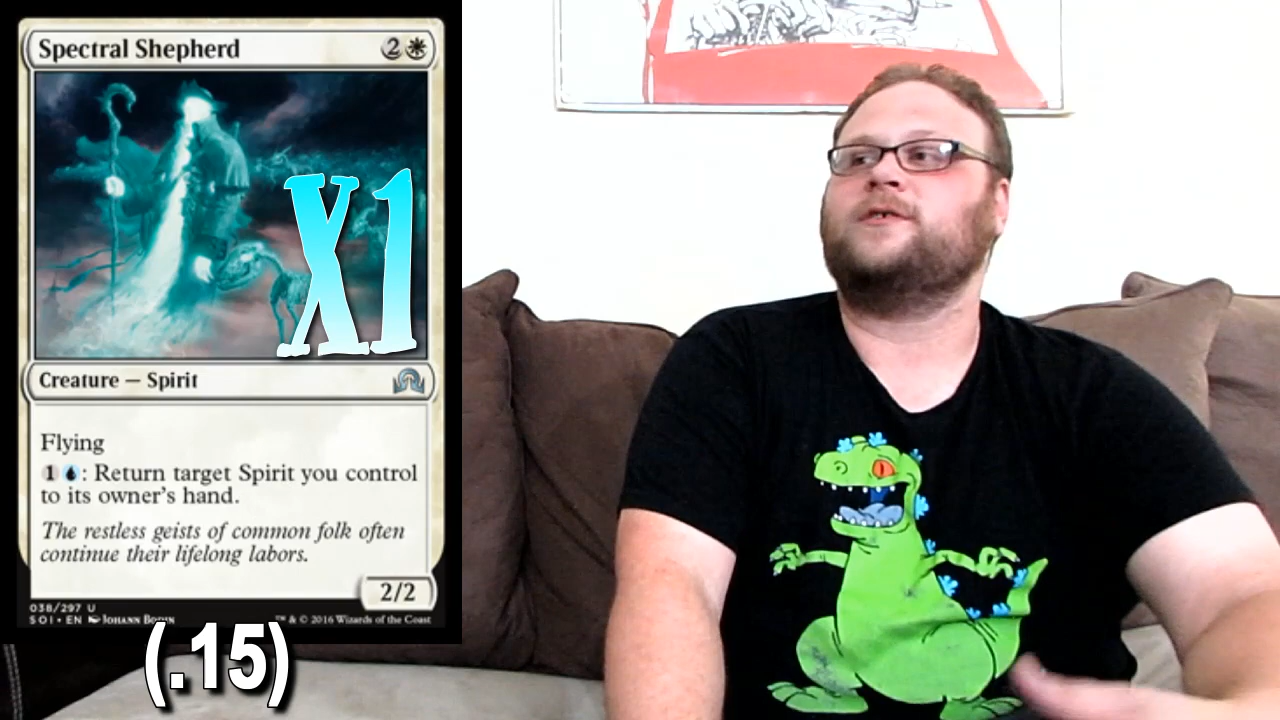 Spectral Shepherd 2
X1
Creature — Spirit
Flying
1 : Return target Spirit you control
to its owner's hand.
The restless geists of common folk often
continue their lifelong labors.
2/2
038/297 U
SOI • EN Johann Bodin ™ & © 2016 Wizards of the Coast
(.15)